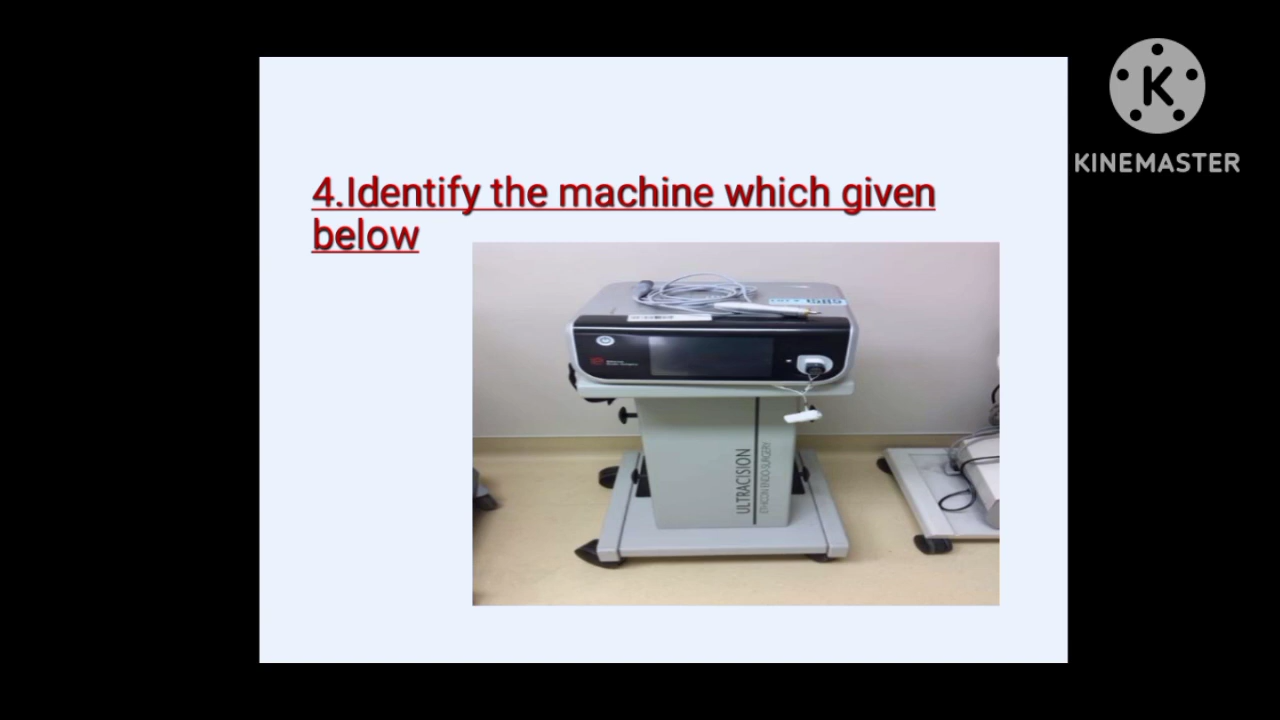 4.Identify the machine which given
below
K
KINEMASTER
ULTRACISION
ETHICON ENDO-SURGERY